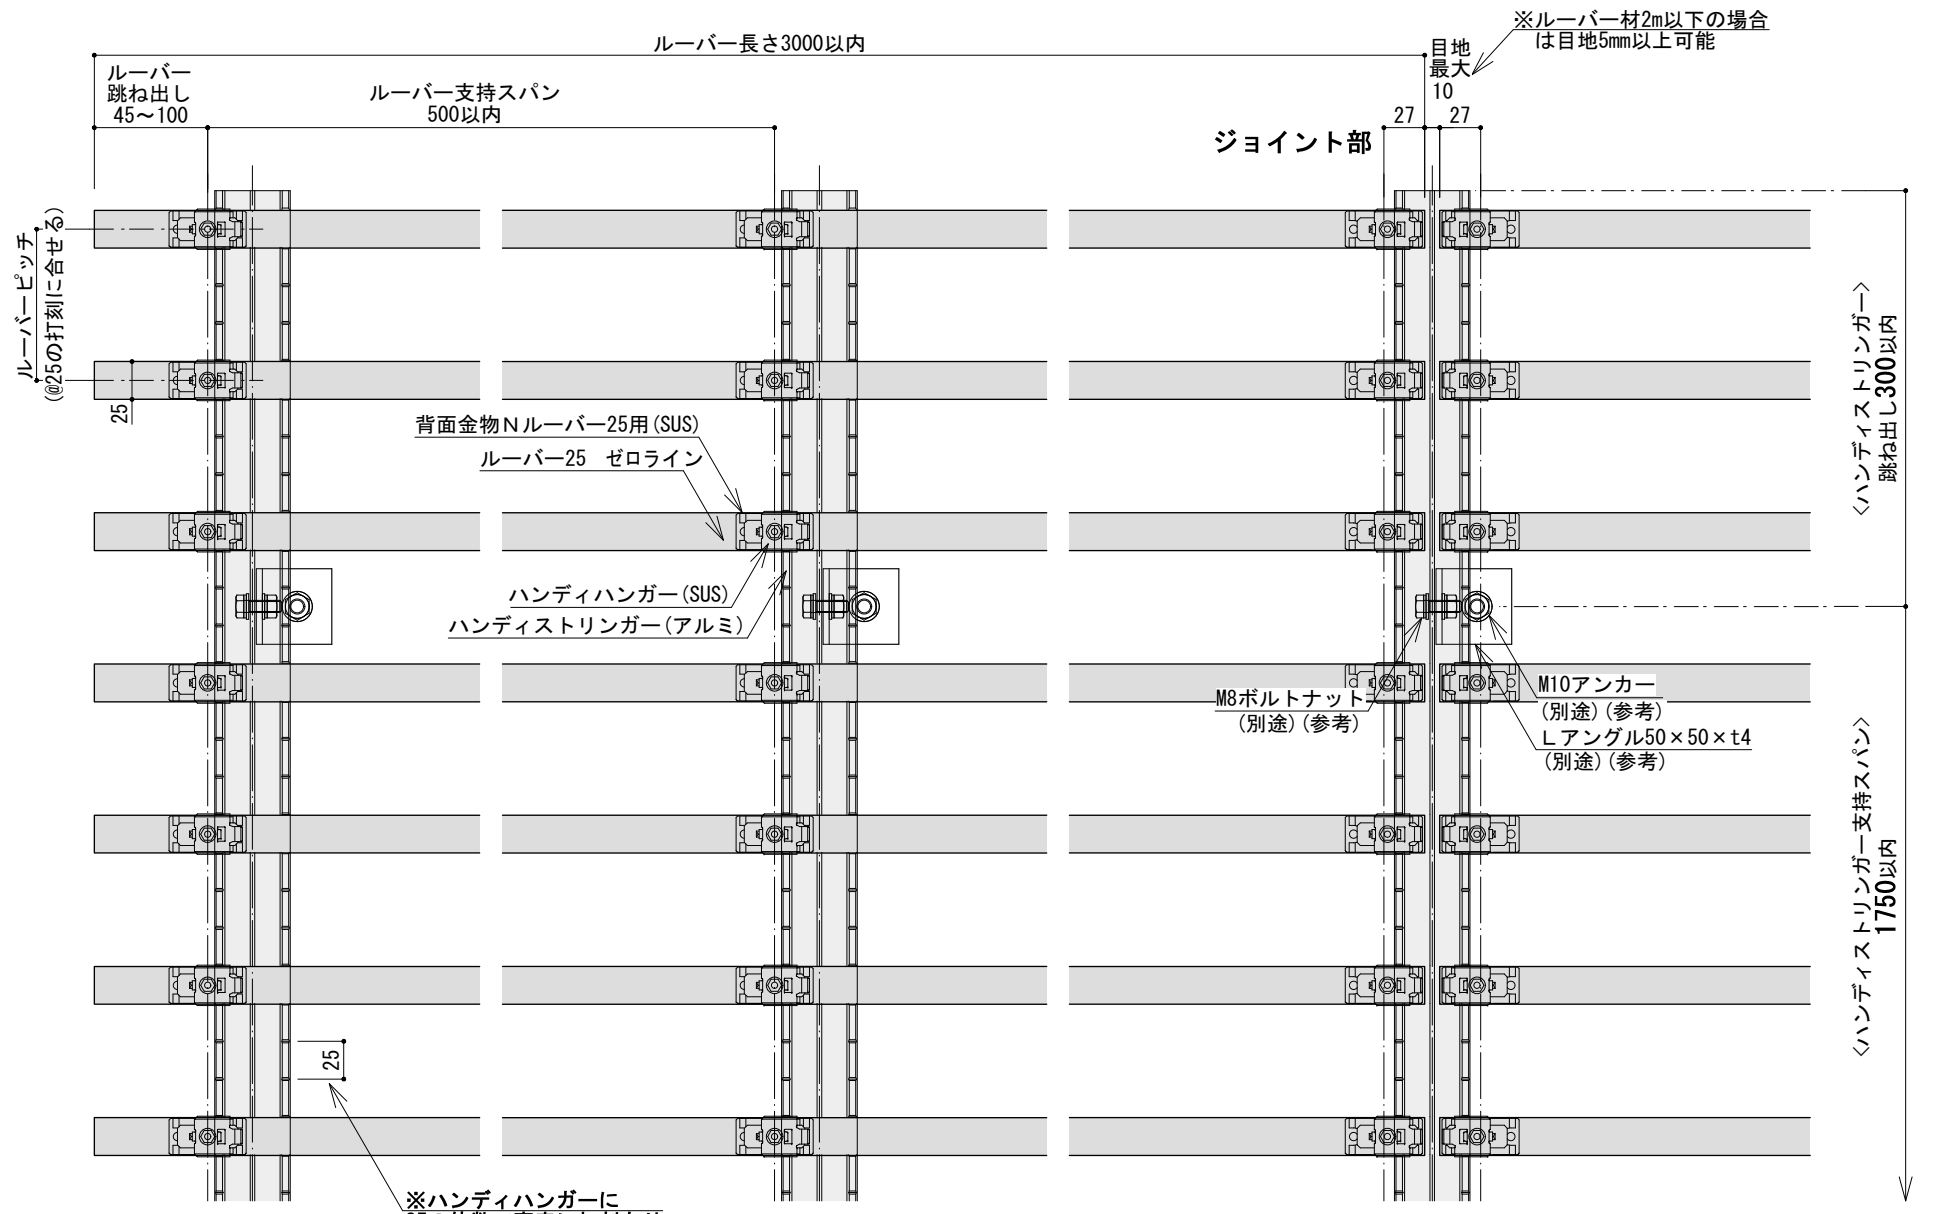 ※ルーバー材2m以下の場合
は目地5mm以上可能
ルーバー長さ3000以内
目地
最大
10
ルーバー
跳ね出し
45～100
ルーバー支持スパン
500以内
27
27
ジョイント部
ルーバーピッチ
(@25の打刻に合せる)
25
背面金物Ｎルーバー25用(SUS)
ルーバー25　ゼロライン
ハンディハンガー(SUS)
ハンディストリンガー(アルミ)
<ハンディストリンガー>
跳ね出し300以内
M8ボルトナット
(別途)(参考)
M10アンカー
(別途)(参考)
Ｌアングル50×50×t4
(別途)(参考)
<ハンディストリンガー支持スパン>
1750以内
25
※ハンディハンガーに